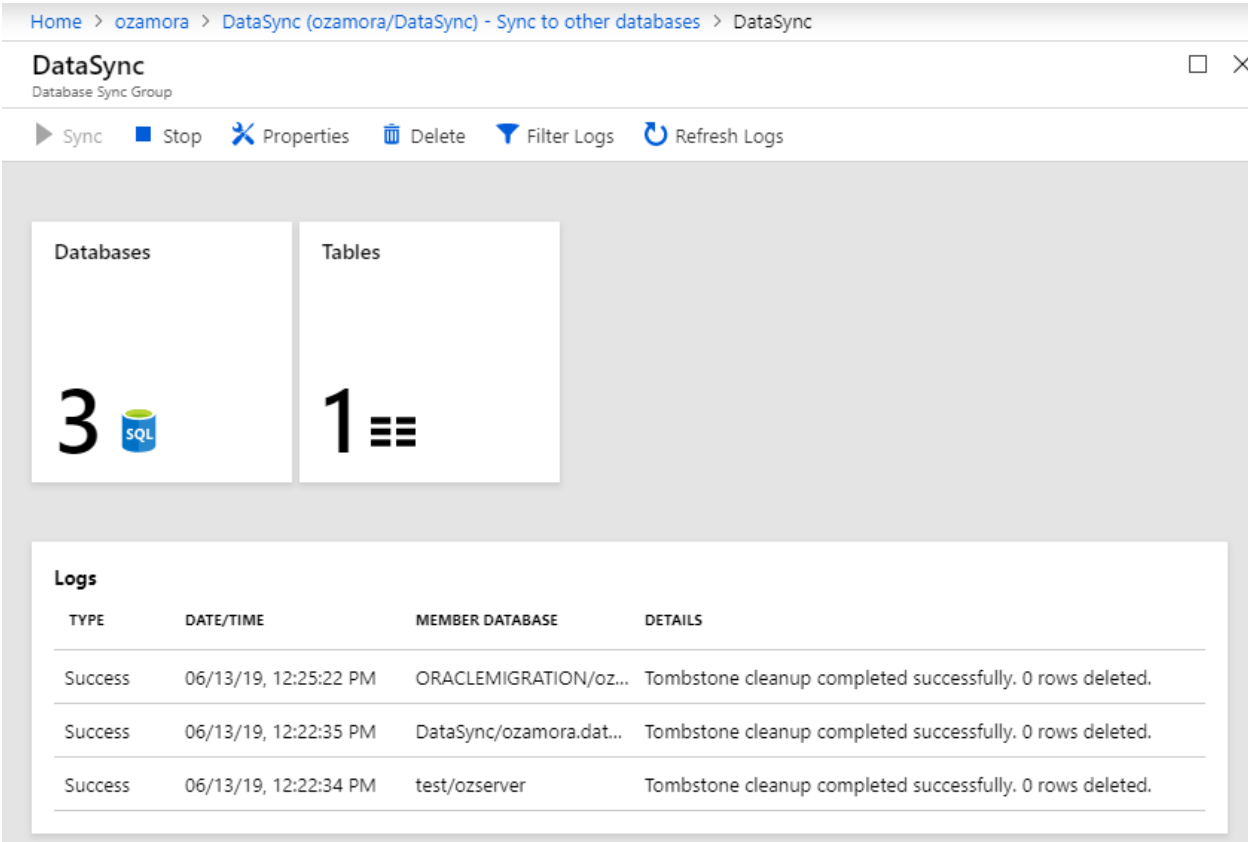 Home > ozamora > DataSync (ozamora/DataSync) - Sync to other databases > DataSync
DataSync
Database Sync Group
Sync Stop Properties Delete Filter Logs Refresh Logs
Databases Tables
3 SQL 1
Logs
TYPE DATE/TIME MEMBER DATABASE DETAILS
Success 06/13/19, 12:25:22 PM ORACLEMIGRATION/oz... Tombstone cleanup completed successfully. 0 rows deleted.
Success 06/13/19, 12:22:35 PM DataSync/ozamora.dat... Tombstone cleanup completed successfully. 0 rows deleted.
Success 06/13/19, 12:22:34 PM test/ozserver Tombstone cleanup completed successfully. 0 rows deleted.